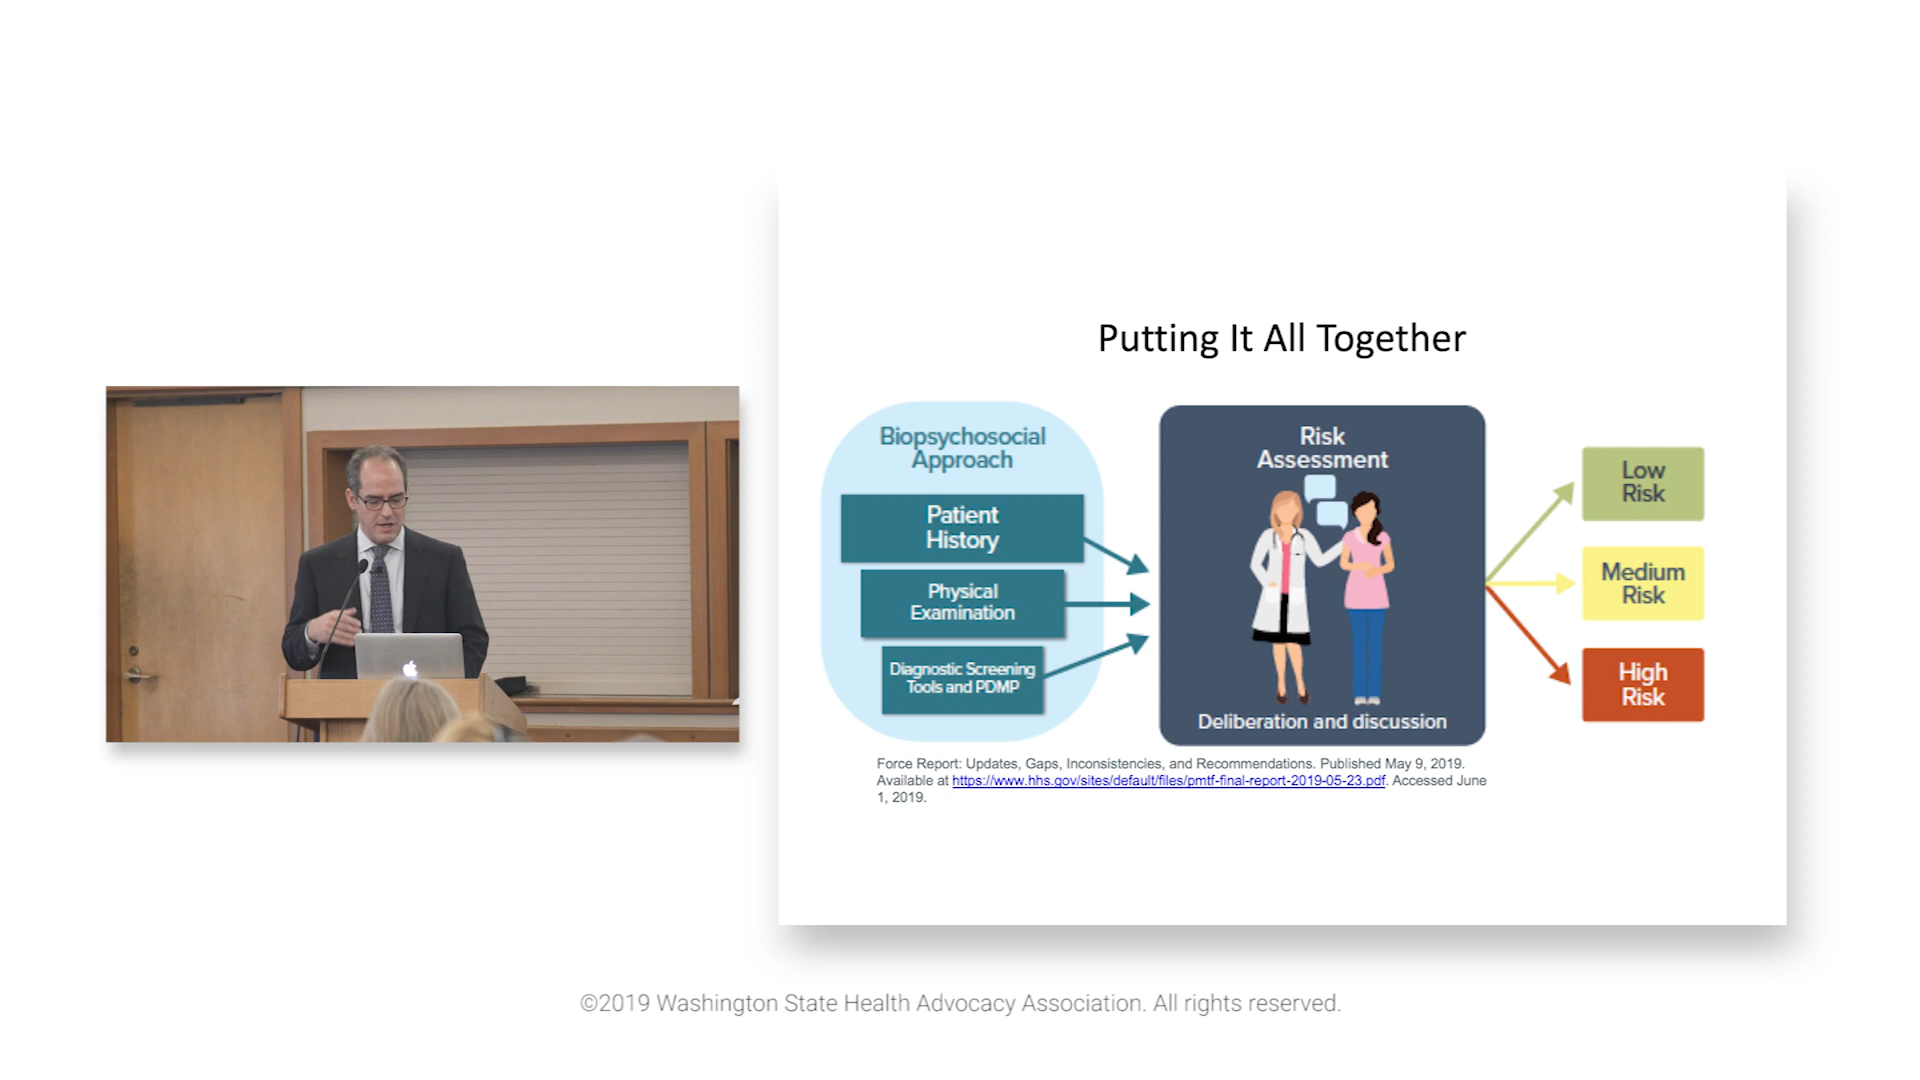 Putting It All Together
Biopsychosocial
Approach
Patient
History
Physical
Examination
Diagnostic Screening
Tools and PDMP
Risk
Assessment
Deliberation and discussion
Low
Risk
Medium
Risk
High
Risk
Force Report: Updates, Gaps, Inconsistencies, and Recommendations. Published May 9, 2019.
Available at https://www.hhs.gov/sites/default/files/pmtf-final-report-2019-05-23.pdf. Accessed June
1, 2019.
©2019 Washington State Health Advocacy Association. All rights reserved.